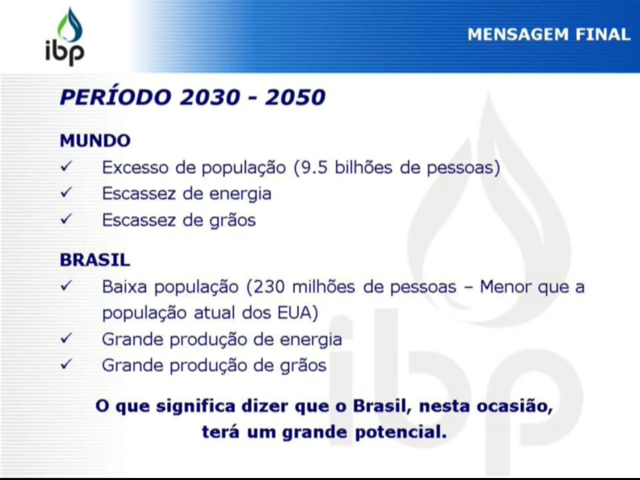 ibp
MENSAGEM FINAL
PERÍODO 2030 - 2050
MUNDO
✓ Excesso de população (9.5 bilhões de pessoas)
✓ Escassez de energia
✓ Escassez de grãos
BRASIL
✓ Baixa população (230 milhões de pessoas – Menor que a
população atual dos EUA)
✓ Grande produção de energia
✓ Grande produção de grãos
ibp
O que significa dizer que o Brasil, nesta ocasião,
terá um grande potencial.